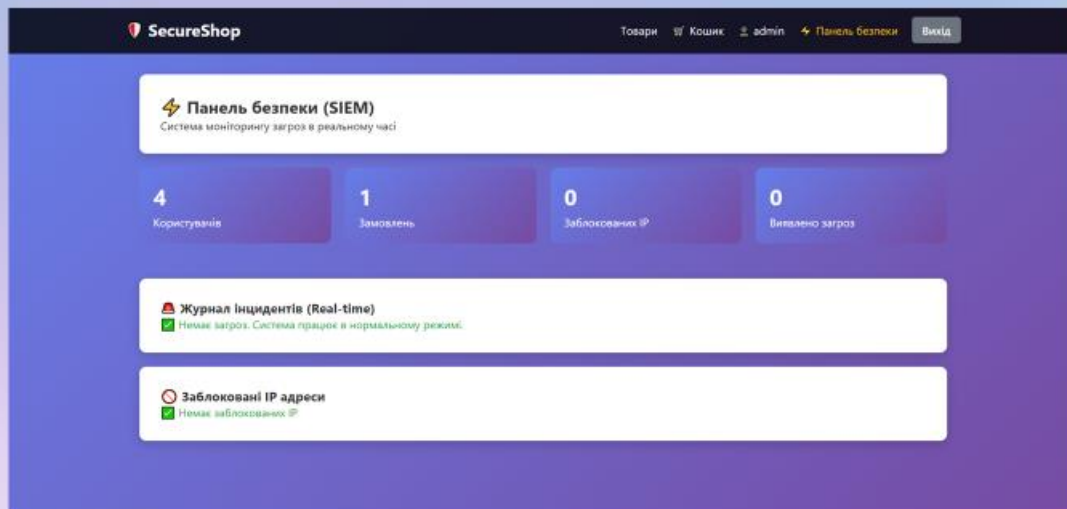 SecureShop
Товари Кошик admin Панель безпеки Вихід
Панель безпеки (SIEM)
Система моніторингу загроз в реальному часі
4 1 0 0
Користувачів Замовлень Заблокованих IP Виявлено загроз
Журнал інцидентів (Real-time)
Немає загроз. Система працює в нормальному режимі.
Заблоковані IP адреси
Немає заблокованих IP